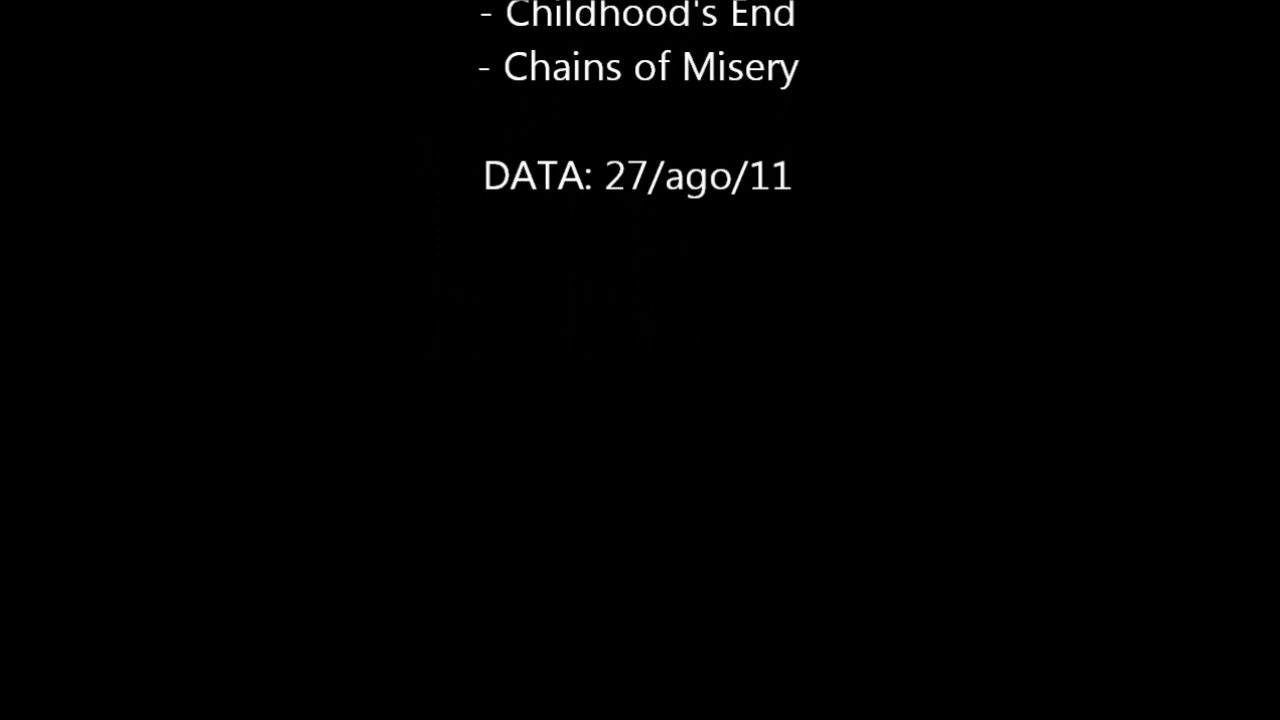 - Childhood's End
- Chains of Misery
DATA: 27/ago/11